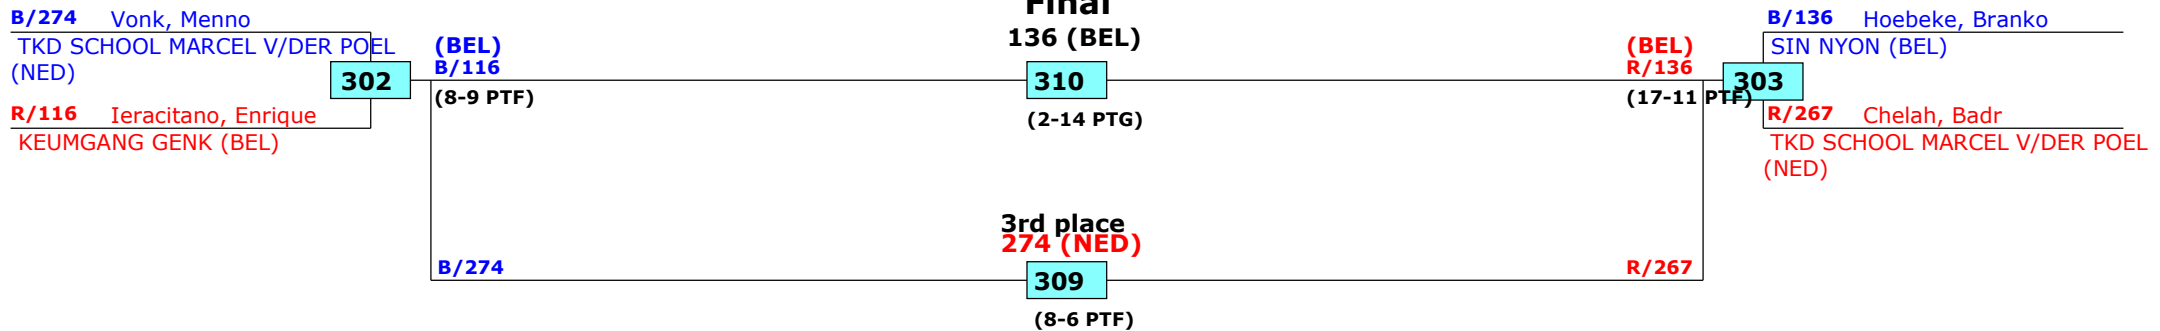 Final
136 (BEL)
B/274 Vonk, Menno
TKD SCHOOL MARCEL V/DER POEL
(NED)
302
R/116 Ieracitano, Enrique
KEUMGANG GENK (BEL)
(BEL)
B/116
(8-9 PTF)
310
(2-14 PTG)
(BEL)
R/136
(17-11 PTF)
303
B/136 Hoebeke, Branko
SIN NYON (BEL)
R/267 Chelah, Badr
TKD SCHOOL MARCEL V/DER POEL
(NED)
3rd place
274 (NED)
B/274
309
R/267
(8-6 PTF)